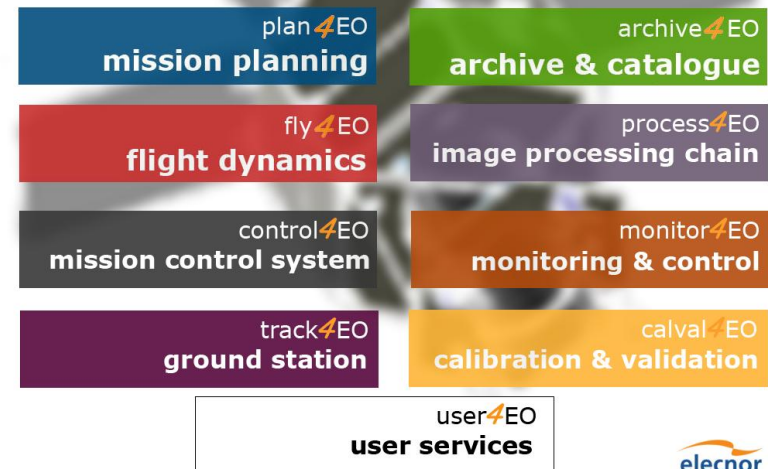 plan4EO
mission planning
archive4EO
archive & catalogue
fly4EO
flight dynamics
process4EO
image processing chain
control4EO
mission control system
monitor4EO
monitoring & control
track4EO
ground station
calval4EO
calibration & validation
user4EO
user services
elecnor